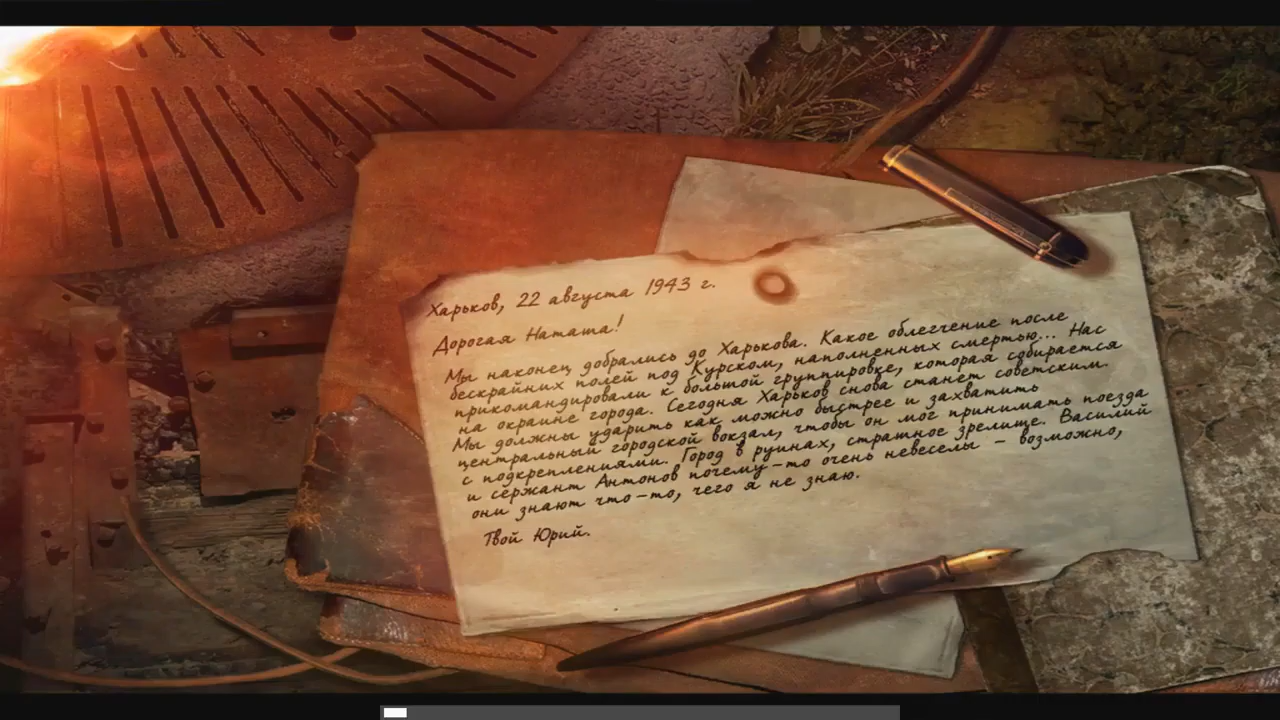 Харьков, 22 августа 1943 г.
Дорогая Наташа!
Мы наконец добрались до Харькова. Какое облегчение после
бескрайних полей под Курском, наполненных смертью... Нас
прикомандировали к большой группировке, которая собирается
на окраине города. Сегодня Харьков снова станет советским.
Мы должны ударить как можно быстрее и захватить
центральный городской вокзал, чтобы он мог принимать поезда
с подкреплениями. Город в руинах, страшное зрелище. Василий
и сержант Антонов почему-то очень невеселы - возможно,
они знают что-то, чего я не знаю.
Твой Юрий.